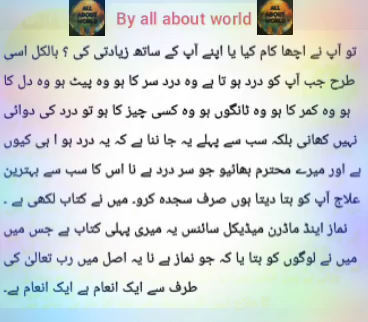 ALL ABOUT WORLD By all about world ALL ABOUT WORLD
تو آپ نے اچھا کام کیا یا اپنے آپ کے ساتھ زیادتی کی ؟ بالکل اسی
طرح جب آپ کو درد ہو تا ہے وہ درد سر کا ہو وہ پیٹ ہو وہ دل کا
ہو وہ کمر کا ہو وہ ٹانگوں ہو وہ کسی چیز کا ہو تو درد کی دوائی
نہیں کھانی بلکہ سب سے پہلے یہ جا ننا ہے کہ یہ درد ہو ا ہی کیوں
ہے اور میرے محترم بھائیو جو سر درد ہے نا اس کا سب سے بہترین
علاج آپ کو بتا دیتا ہوں صرف سجدہ کرو۔ میں نے کتاب لکھی ہے ۔
نماز اینڈ ماڈرن میڈیکل سائنس یہ میری پہلی کتاب ہے جس میں
میں نے لوگوں کو بتا یا کہ جو نماز ہے نا یہ اصل میں رب تعالیٰ کی
طرف سے ایک انعام ہے ایک انعام ہے۔